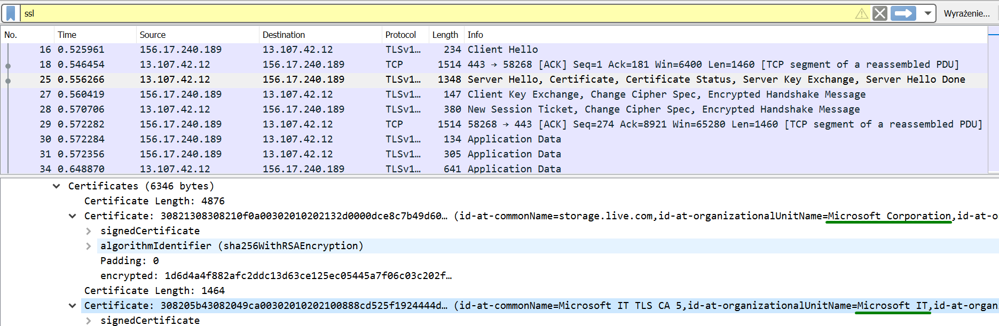 ssl Wyrażenie...
No. Time Source Destination Protocol Length Info
16 0.525961 156.17.240.189 13.107.42.12 TLSv1... 234 Client Hello
18 0.546454 13.107.42.12 156.17.240.189 TCP 1514 443 → 58268 [ACK] Seq=1 Ack=181 Win=6400 Len=1460 [TCP segment of a reassembled PDU]
25 0.556266 13.107.42.12 156.17.240.189 TLSv1... 1348 Server Hello, Certificate, Certificate Status, Server Key Exchange, Server Hello Done
27 0.560419 156.17.240.189 13.107.42.12 TLSv1... 147 Client Key Exchange, Change Cipher Spec, Encrypted Handshake Message
28 0.570706 13.107.42.12 156.17.240.189 TLSv1... 380 New Session Ticket, Change Cipher Spec, Encrypted Handshake Message
29 0.572282 156.17.240.189 13.107.42.12 TCP 1514 58268 → 443 [ACK] Seq=274 Ack=8921 Win=65280 Len=1460 [TCP segment of a reassembled PDU]
30 0.572284 156.17.240.189 13.107.42.12 TLSv1... 134 Application Data
31 0.572356 156.17.240.189 13.107.42.12 TLSv1... 305 Application Data
34 0.648870 13.107.42.12 156.17.240.189 TLSv1... 641 Application Data
Certificates (6346 bytes)
Certificate Length: 4876
Certificate: 30821308308210f0a00302010202132d0000dce8c7b49d60... (id-at-commonName=storage.live.com,id-at-organizationalUnitName=Microsoft Corporation,id-at-o
signedCertificate
algorithmIdentifier (sha256WithRSAEncryption)
Padding: 0
encrypted: 1d6d4a4f882afc2ddc13d63ce125ec05445a7f06c03c202f...
Certificate Length: 1464
Certificate: 308205b43082049ca00302010202100888cd525f1924444d... (id-at-commonName=Microsoft IT TLS CA 5,id-at-organizationalUnitName=Microsoft IT,id-at-organ
signedCertificate